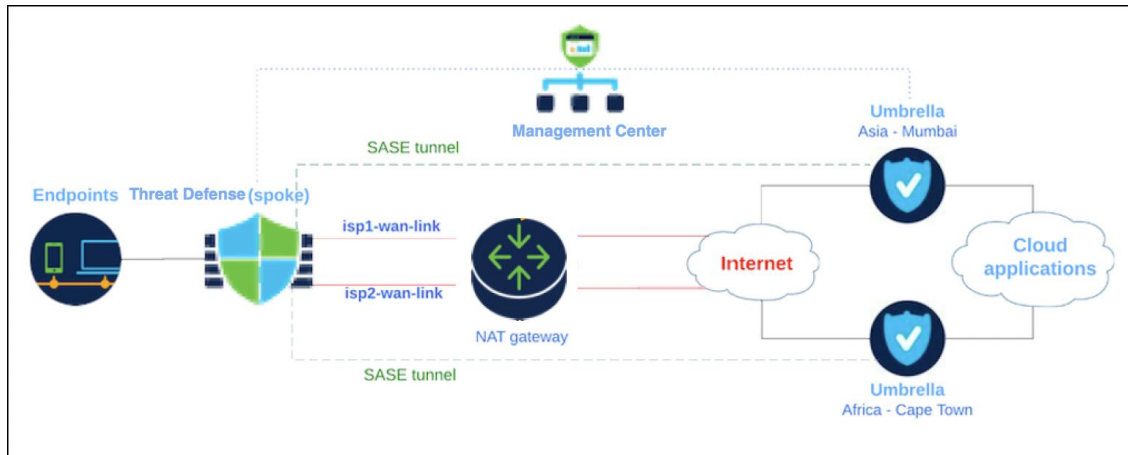 Management Center
Umbrella
Asia - Mumbai
SASE tunnel
Endpoints
Threat Defense (spoke)
isp1-wan-link
isp2-wan-link
NAT gateway
Internet
Cloud
applications
SASE tunnel
Umbrella
Africa - Cape Town